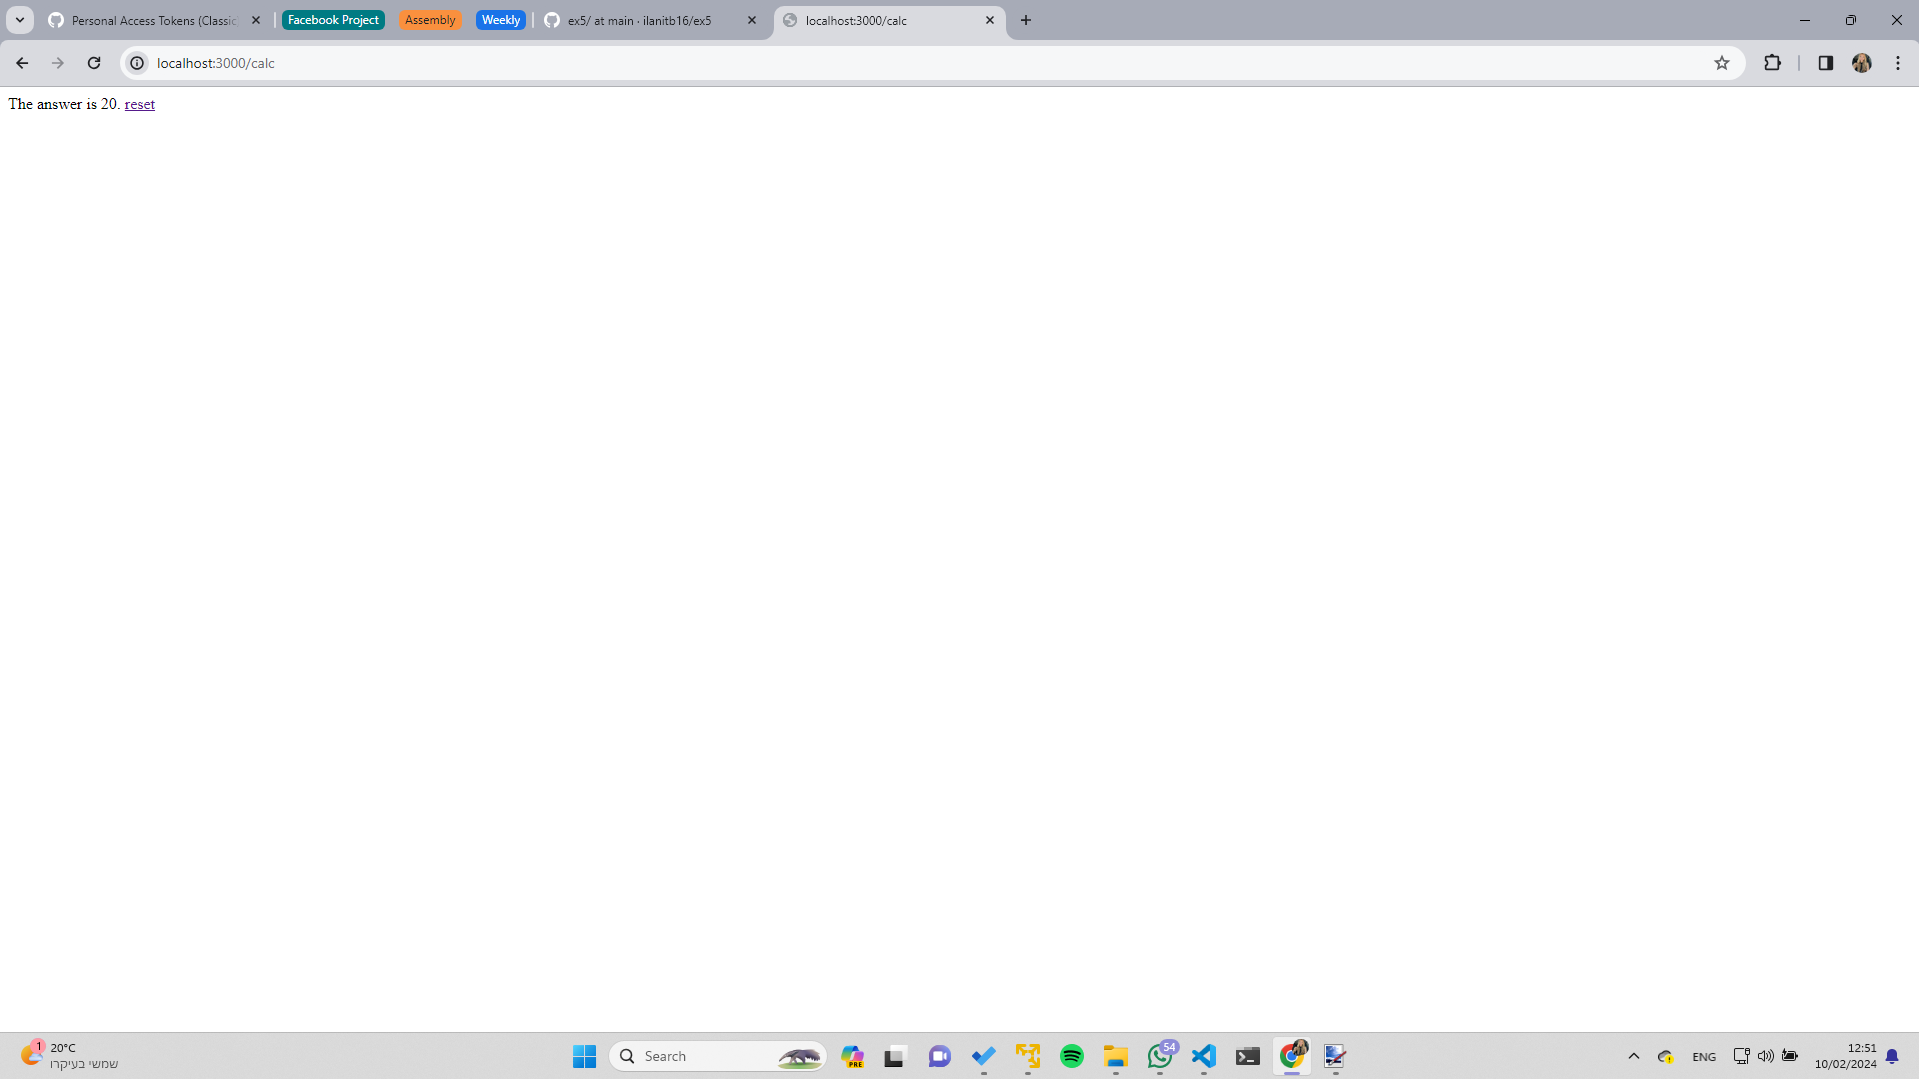 Personal Access Tokens (Classic
Facebook Project
Assembly
Weekly
ex5/ at main · ilanitb16/ex5
localhost:3000/calc
localhost:3000/calc
The answer is 20. reset
1
20°C
שמשי בעיקרו
Search
PRE
54
ENG
12:51
10/02/2024